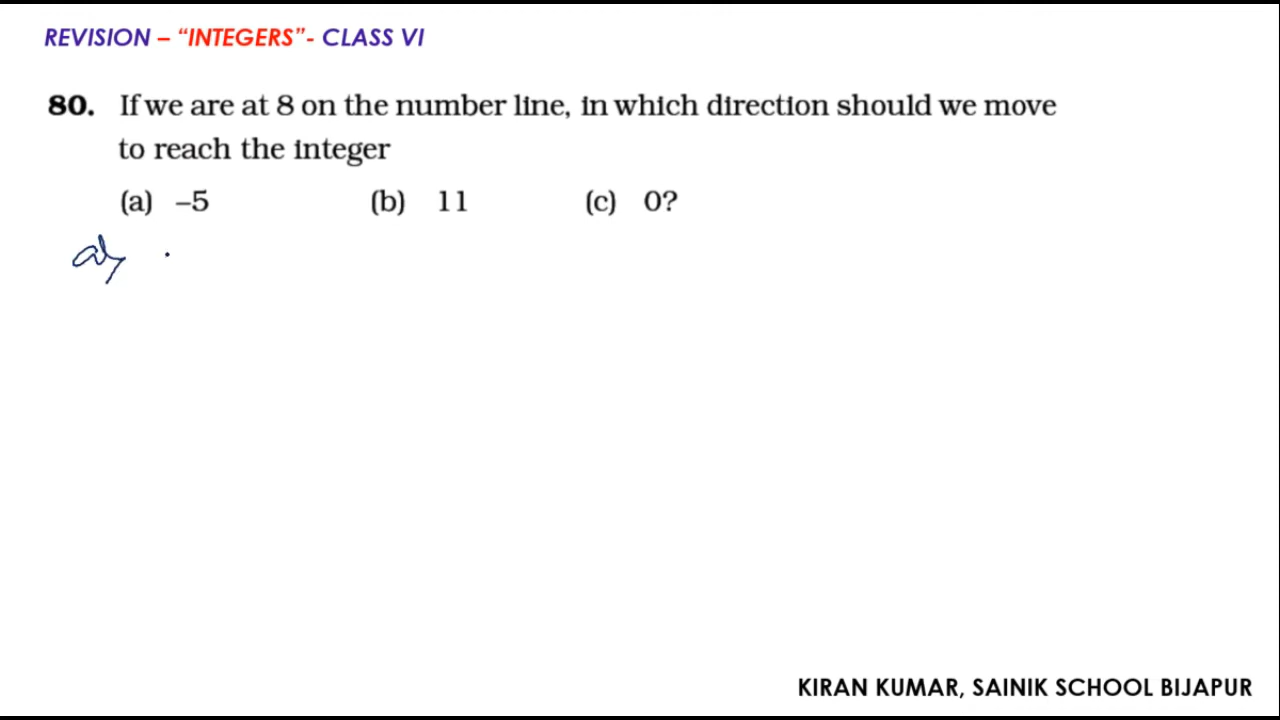 REVISION – “INTEGERS”- CLASS VI
80. If we are at 8 on the number line, in which direction should we move
to reach the integer
(a) –5 (b) 11 (c) 0?
a)
KIRAN KUMAR, SAINIK SCHOOL BIJAPUR